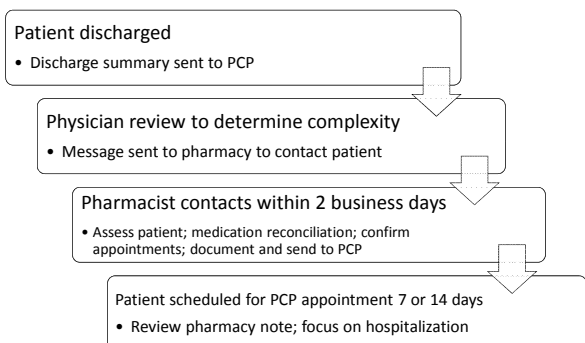 Patient discharged
• Discharge summary sent to PCP
Physician review to determine complexity
• Message sent to pharmacy to contact patient
Pharmacist contacts within 2 business days
• Assess patient; medication reconciliation; confirm
appointments; document and send to PCP
Patient scheduled for PCP appointment 7 or 14 days
• Review pharmacy note; focus on hospitalization